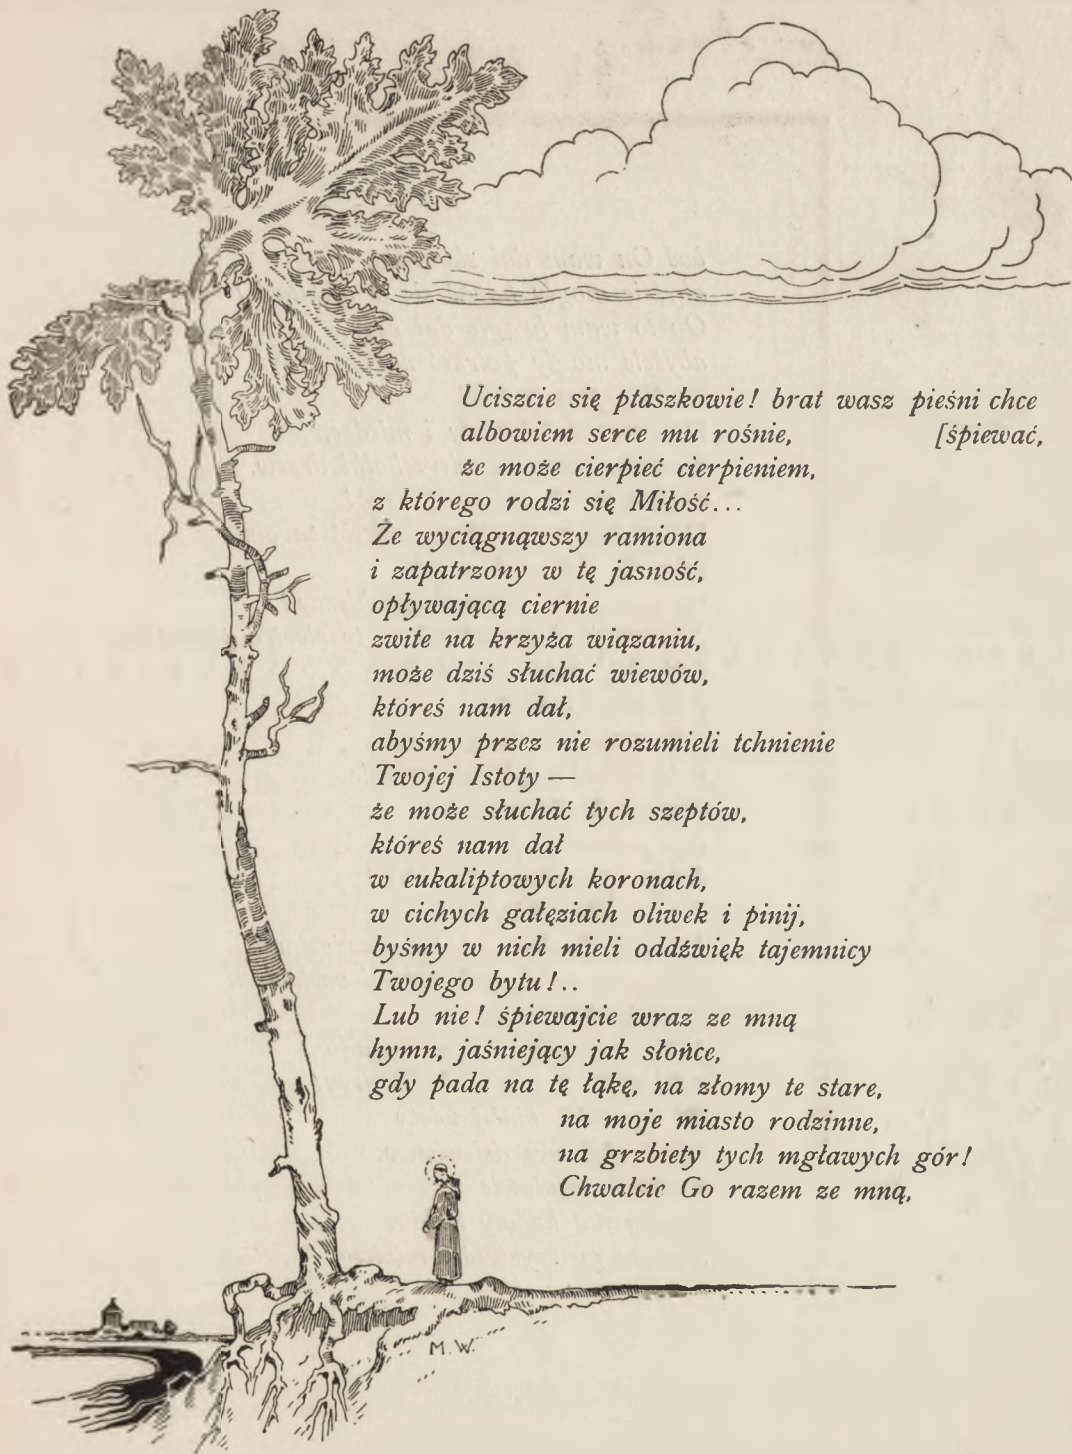 Uciszcie się ptaszkowie! brat wasz pieśni chce
albowiem serce mu rośnie, [śpiewać,
że może cierpieć cierpieniem,
z którego rodzi się Miłość...
Że wyciągnąwszy ramiona
i zapatrzony w tę jasność,
opływającą ciernie
zwite na krzyża wiązaniu,
może dziś słuchać wiewów,
któreś nam dał,
abyśmy przez nie rozumieli tchnienie
Twojej Istoty —
że może słuchać tych szeptów,
któreś nam dał
w eukaliptowych koronach,
w cichych gałęziach oliwek i pinij,
byśmy w nich mieli oddźwięk tajemnicy
Twojego bytu!..
Lub nie! śpiewajcie wraz ze mną
hymn, jaśniejący jak słońce,
gdy pada na tę łąkę, na złomy te stare,
na moje miasto rodzinne,
na grzbiety tych mgławych gór!
Chwalcie Go razem ze mną,
M.W.